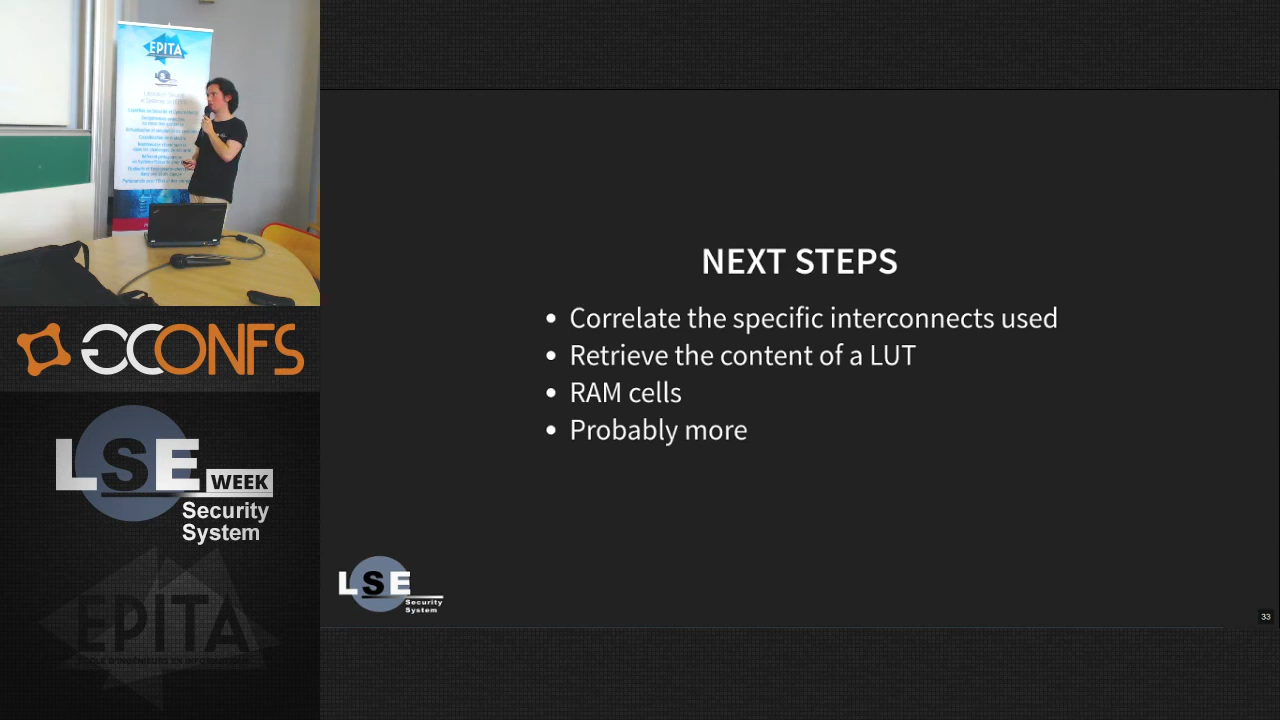 EPITA
LSE
GCONFS
LSE WEEK
Security
System
EPITA
NEXT STEPS
Correlate the specific interconnects used
Retrieve the content of a LUT
RAM cells
Probably more
LSE
Security
System
33